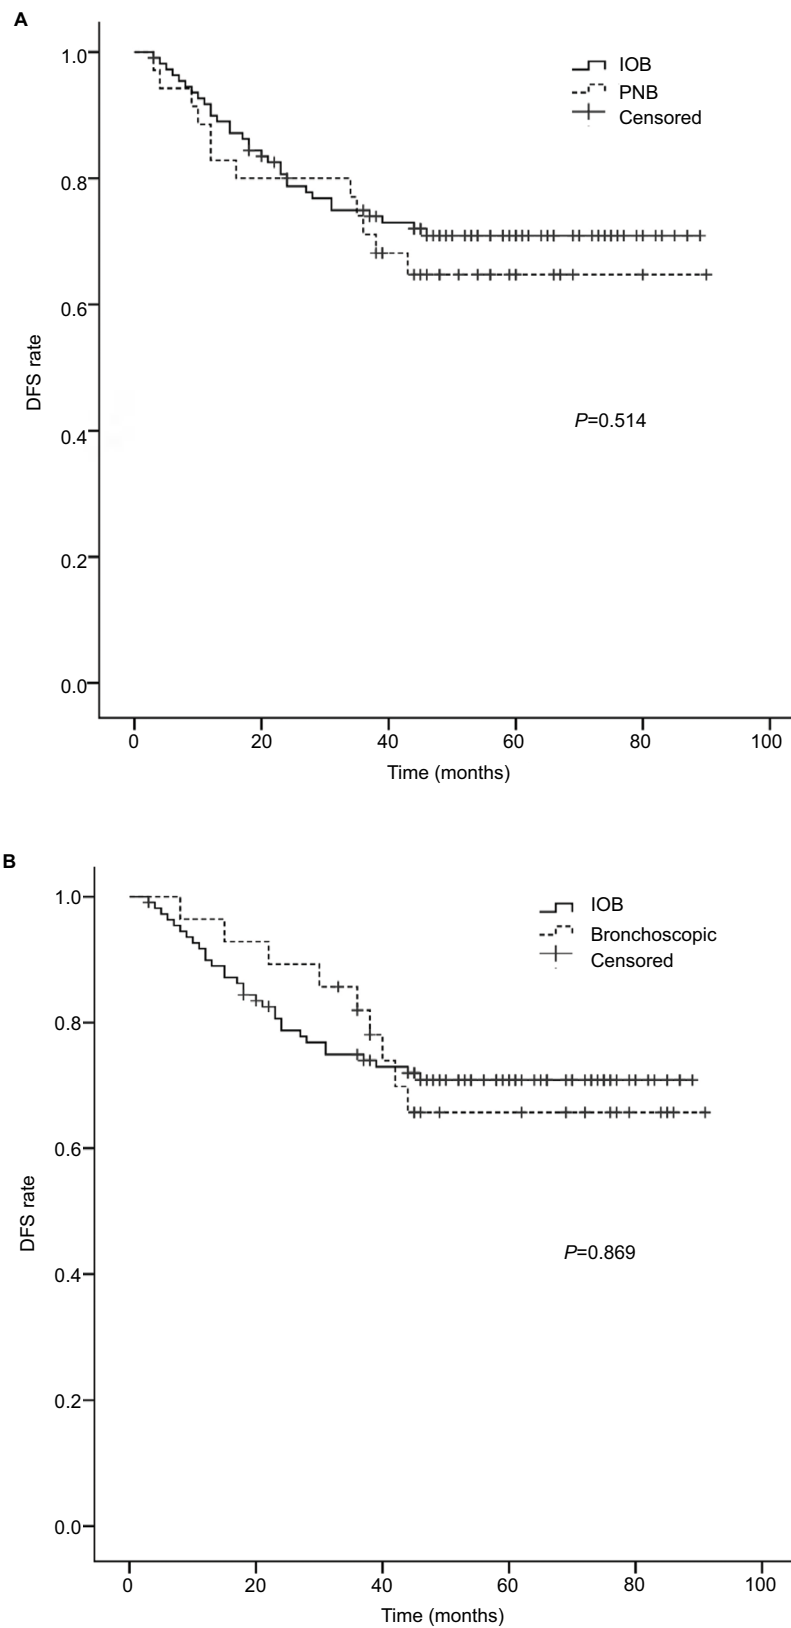 A
1.0
0.8
0.6
0.4
0.2
0.0
DFS rate
IOB
PNB
Censored
P=0.514
0 20 40 60 80 100
Time (months)
B
1.0
0.8
0.6
0.4
0.2
0.0
DFS rate
IOB
Bronchoscopic
Censored
P=0.869
0 20 40 60 80 100
Time (months)